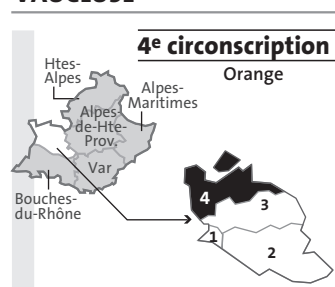 VAUCLUSE
4e circonscription
Orange
Htes-
Alpes
Alpes-
Maritimes
Alpes-
de-Hte-
Prov.
Var
Bouches-
du-Rhône
4
3
1
2